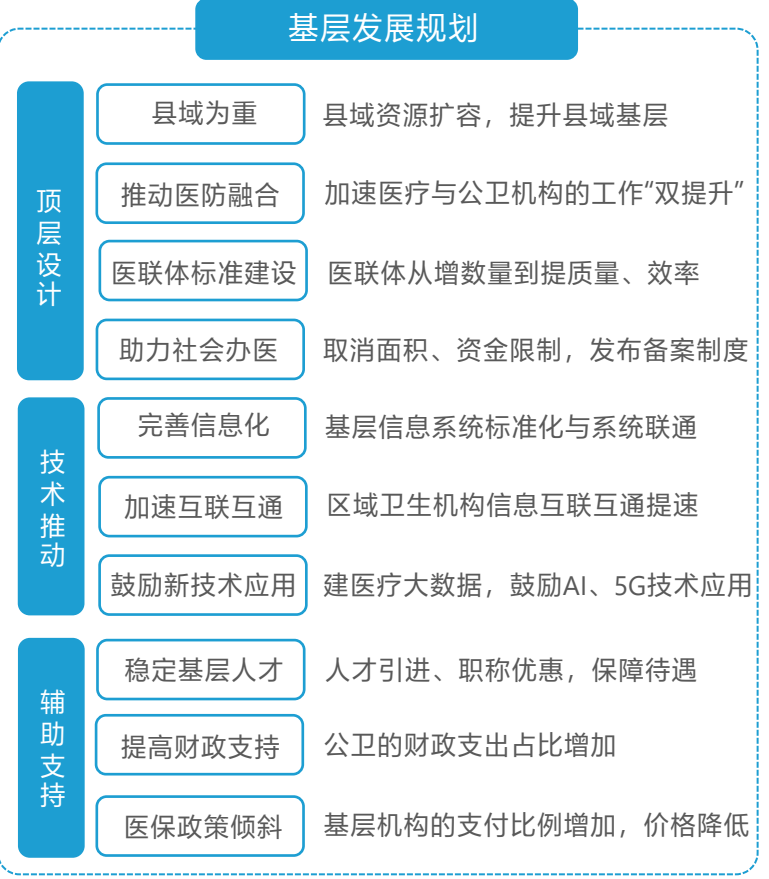 基层发展规划
顶层设计
县域为重
县域资源扩容，提升县域基层
推动医防融合
加速医疗与公卫机构的工作“双提升”
医联体标准建设
医联体从增数量到提质量、效率
助力社会办医
取消面积、资金限制，发布备案制度
技术推动
完善信息化
基层信息系统标准化与系统联通
加速互联互通
区域卫生机构信息互联互通提速
鼓励新技术应用
建医疗大数据，鼓励AI、5G技术应用
辅助支持
稳定基层人才
人才引进、职称优惠，保障待遇
提高财政支持
公卫的财政支出占比增加
医保政策倾斜
基层机构的支付比例增加，价格降低